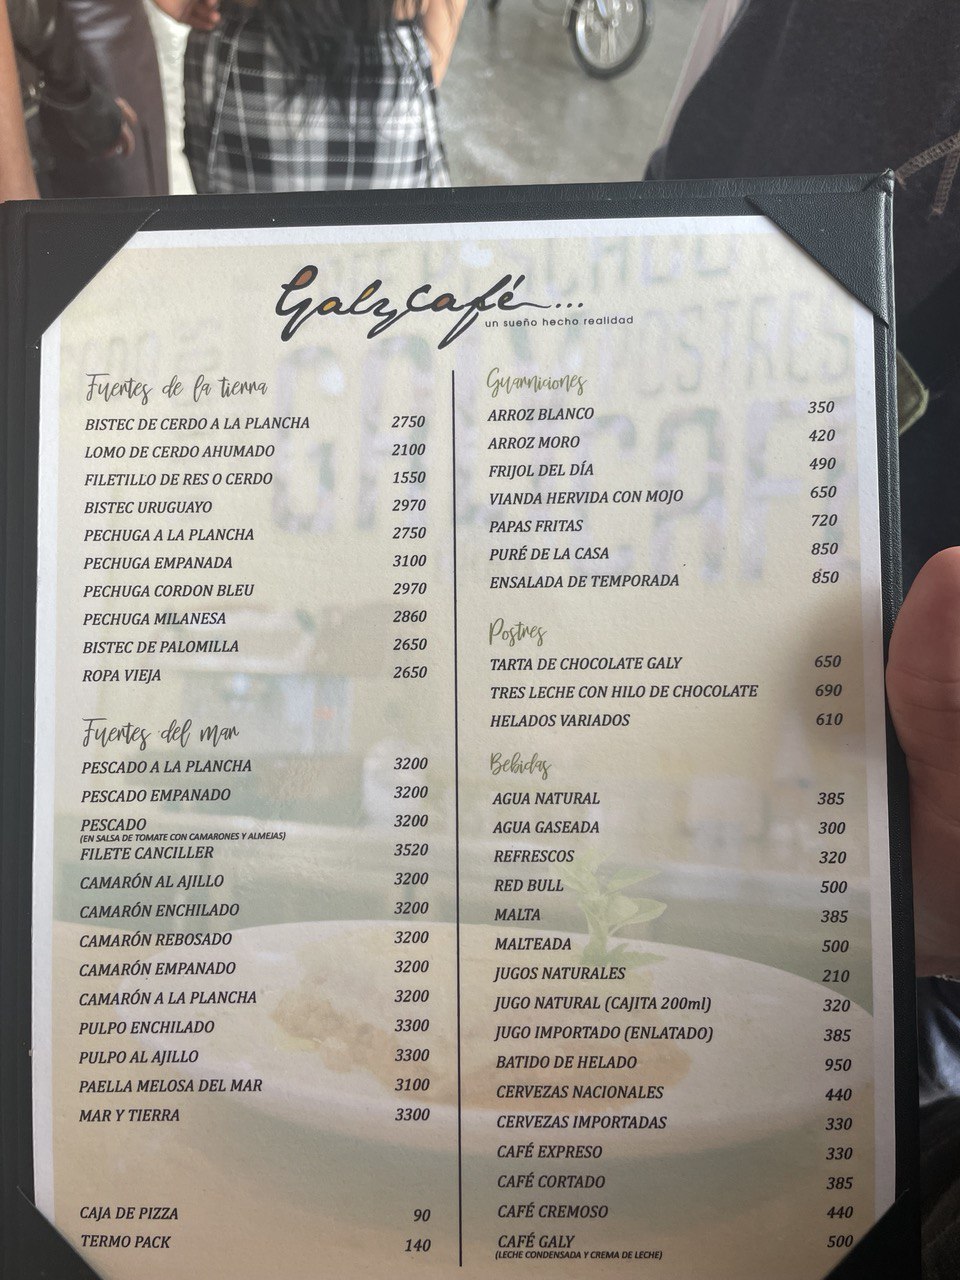 GalyCafé...
un sueño hecho realidad
Fuentes de la tierra
BISTEC DE CERDO A LA PLANCHA 2750
LOMO DE CERDO AHUMADO 2100
FILETILLO DE RES O CERDO 1550
BISTEC URUGUAYO 2970
PECHUGA A LA PLANCHA 2750
PECHUGA EMPANADA 3100
PECHUGA CORDON BLEU 2970
PECHUGA MILANESA 2860
BISTEC DE PALOMILLA 2650
ROPA VIEJA 2650
Fuentes del mar
PESCADO A LA PLANCHA 3200
PESCADO EMPANADO 3200
PESCADO 3200
(EN SALSA DE TOMATE CON CAMARONES Y ALMEJAS)
FILETE CANCILLER 3520
CAMARÓN AL AJILLO 3200
CAMARÓN ENCHILADO 3200
CAMARÓN REBOSADO 3200
CAMARÓN EMPANADO 3200
CAMARÓN A LA PLANCHA 3200
PULPO ENCHILADO 3300
PULPO AL AJILLO 3300
PAELLA MELOSA DEL MAR 3100
MAR Y TIERRA 3300
CAJA DE PIZZA 90
TERMO PACK 140
Guarniciones
ARROZ BLANCO 350
ARROZ MORO 420
FRIJOL DEL DÍA 490
VIANDA HERVIDA CON MOJO 650
PAPAS FRITAS 720
PURÉ DE LA CASA 850
ENSALADA DE TEMPORADA 850
Postres
TARTA DE CHOCOLATE GALY 650
TRES LECHE CON HILO DE CHOCOLATE 690
HELADOS VARIADOS 610
Bebidas
AGUA NATURAL 385
AGUA GASEADA 300
REFRESCOS 320
RED BULL 500
MALTA 385
MALTEADA 500
JUGOS NATURALES 210
JUGO NATURAL (CAJITA 200ml) 320
JUGO IMPORTADO (ENLATADO) 385
BATIDO DE HELADO 950
CERVEZAS NACIONALES 440
CERVEZAS IMPORTADAS 330
CAFÉ EXPRESO 330
CAFÉ CORTADO 385
CAFÉ CREMOSO 440
CAFÉ GALY 500
(LECHE CONDENSADA Y CREMA DE LECHE)